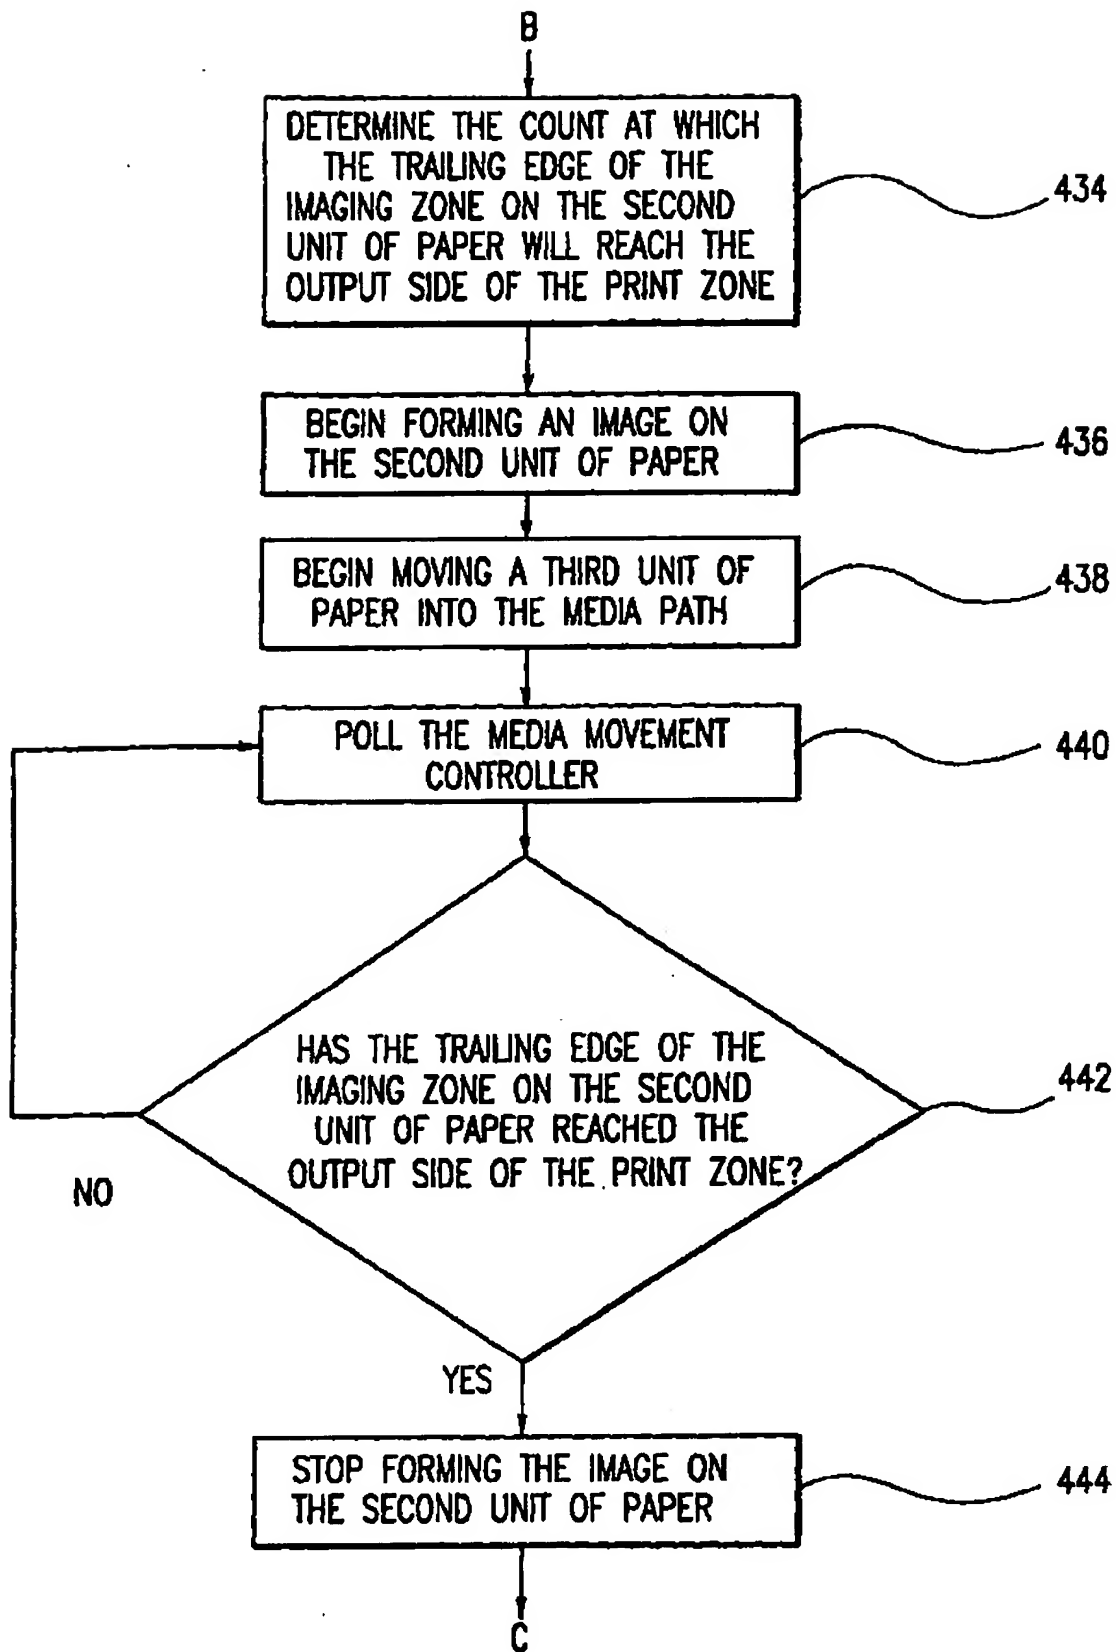 B
DETERMINE THE COUNT AT WHICH
THE TRAILING EDGE OF THE
IMAGING ZONE ON THE SECOND
UNIT OF PAPER WILL REACH THE
OUTPUT SIDE OF THE PRINT ZONE
434
BEGIN FORMING AN IMAGE ON
THE SECOND UNIT OF PAPER
436
BEGIN MOVING A THIRD UNIT OF
PAPER INTO THE MEDIA PATH
438
POLL THE MEDIA MOVEMENT
CONTROLLER
440
HAS THE TRAILING EDGE OF THE
IMAGING ZONE ON THE SECOND
UNIT OF PAPER REACHED THE
OUTPUT SIDE OF THE PRINT ZONE?
442
NO
YES
STOP FORMING THE IMAGE ON
THE SECOND UNIT OF PAPER
444
C